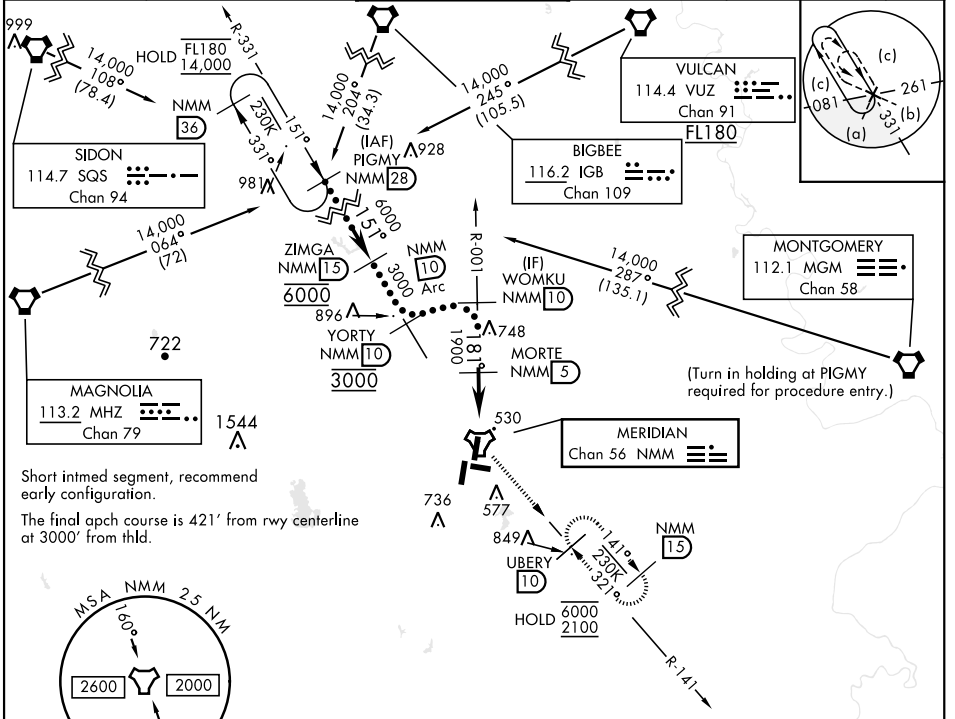 999
14,000
108°
(78.4)
HOLD
FL180
14,000
R-331
NMM
36
230K
151°
331°
14,000
204°
(34.3)
(IAF)
PIGMY
NMM 28
928
981
14,000
245°
(105.5)
VULCAN
114.4 VUZ
Chan 91
FL180
(c)
(c)
261
081
(b)
(a)
331
SIDON
114.7 SQS
Chan 94
BIGBEE
116.2 IGB
Chan 109
14,000
064°
(72)
6000
151°
ZIMGA
NMM 15
6000
3000
NMM
10
Arc
R-001
(IF)
WOMKU
NMM 10
14,000
287°
(135.1)
MONTGOMERY
112.1 MGM
Chan 58
896
YORTY
NMM 10
3000
748
181°
1900
MORTE
NMM 5
722
(Turn in holding at PIGMY
required for procedure entry.)
MAGNOLIA
113.2 MHZ
Chan 79
1544
530
MERIDIAN
Chan 56 NMM
Short intmed segment, recommend
early configuration.
The final apch course is 421' from rwy centerline
at 3000' from thld.
736
577
849
UBERY
10
141°
230K
321°
NMM
15
HOLD
6000
2100
R-141
MSA NMM 25 NM
160°
2600
2000